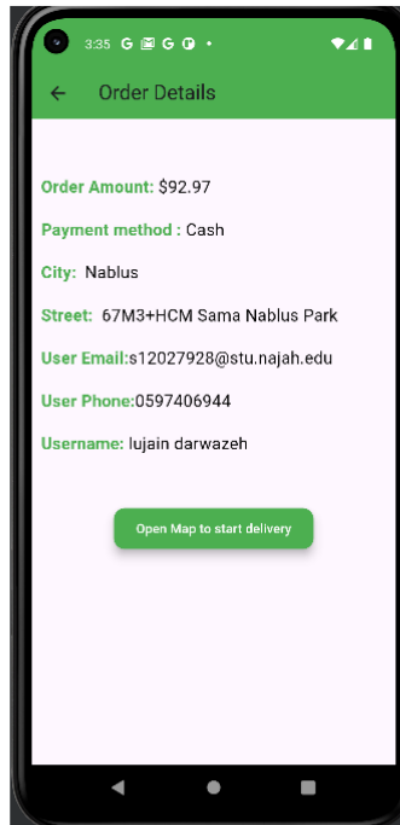 3:35 G G
Order Details
Order Amount: $92.97
Payment method : Cash
City: Nablus
Street: 67M3+HCM Sama Nablus Park
User Email:s12027928@stu.najah.edu
User Phone:0597406944
Username: lujain darwazeh
Open Map to start delivery